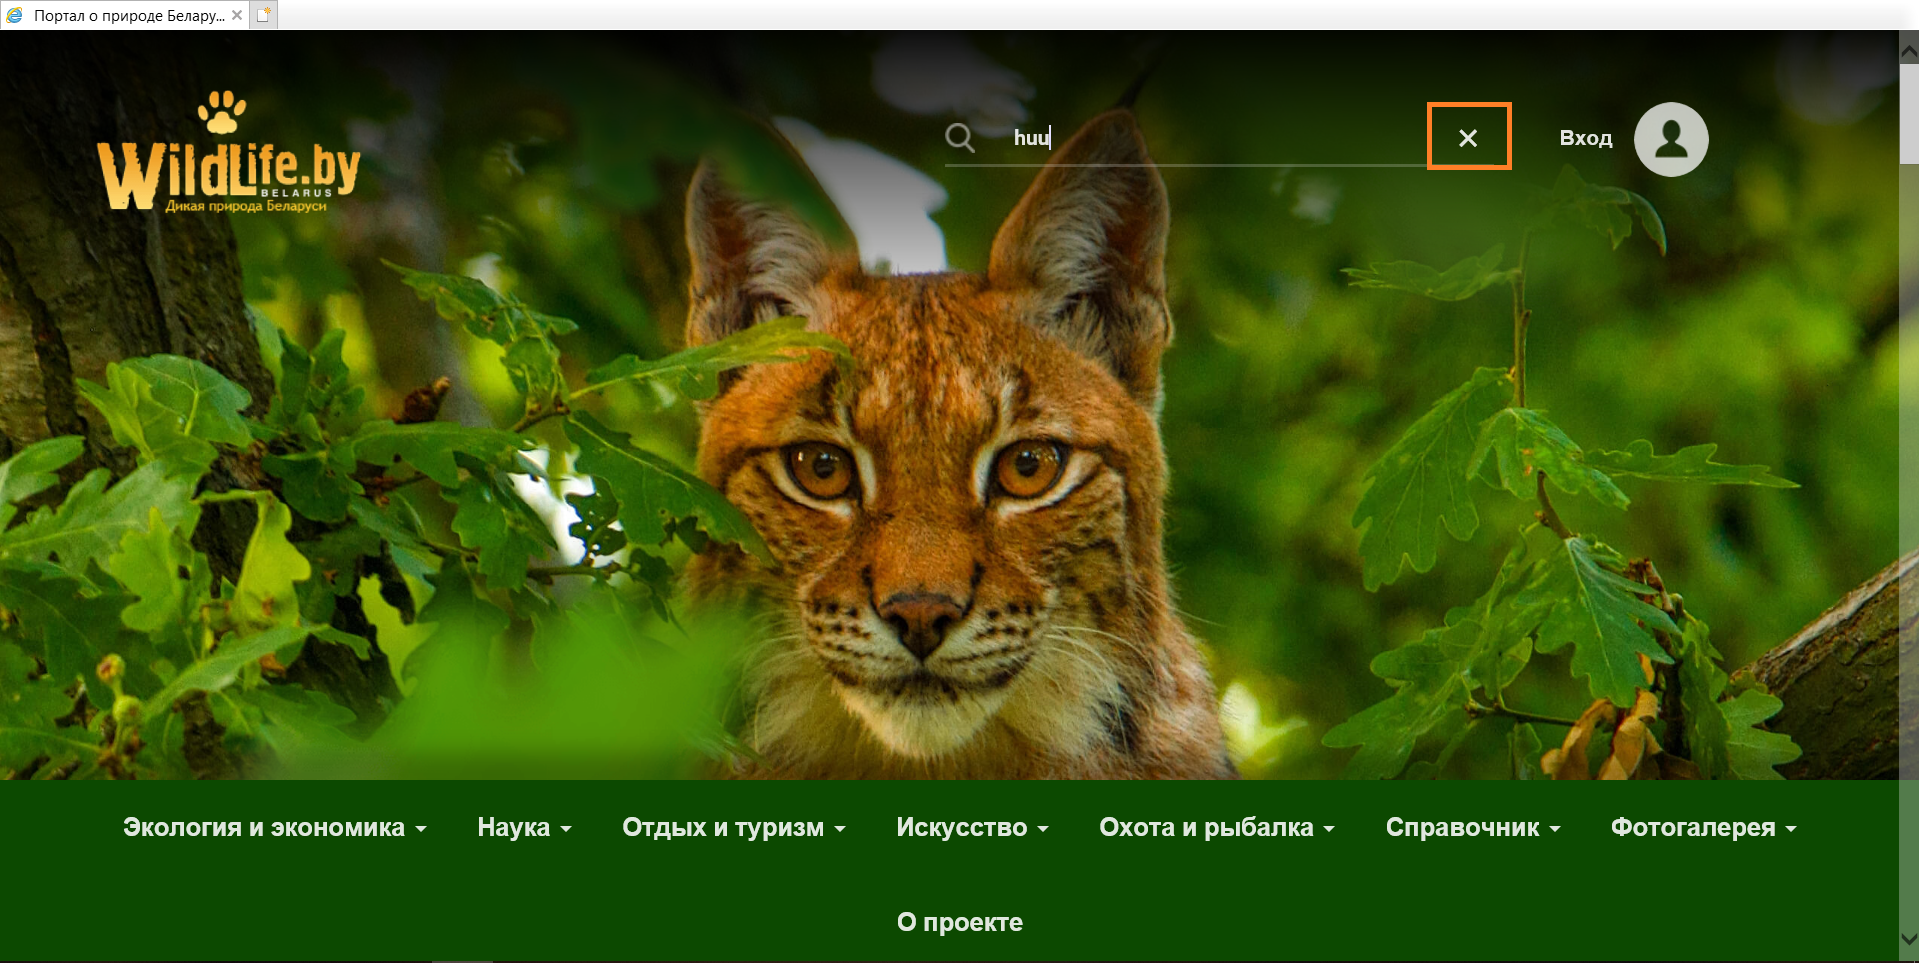 Портал о природе Белару...
WildLife.by
BELARUS
Дикая природа Беларуси
huu
Вход
Экология и экономика
Наука
Отдых и туризм
Искусство
Охота и рыбалка
Справочник
Фотогалерея
О проекте